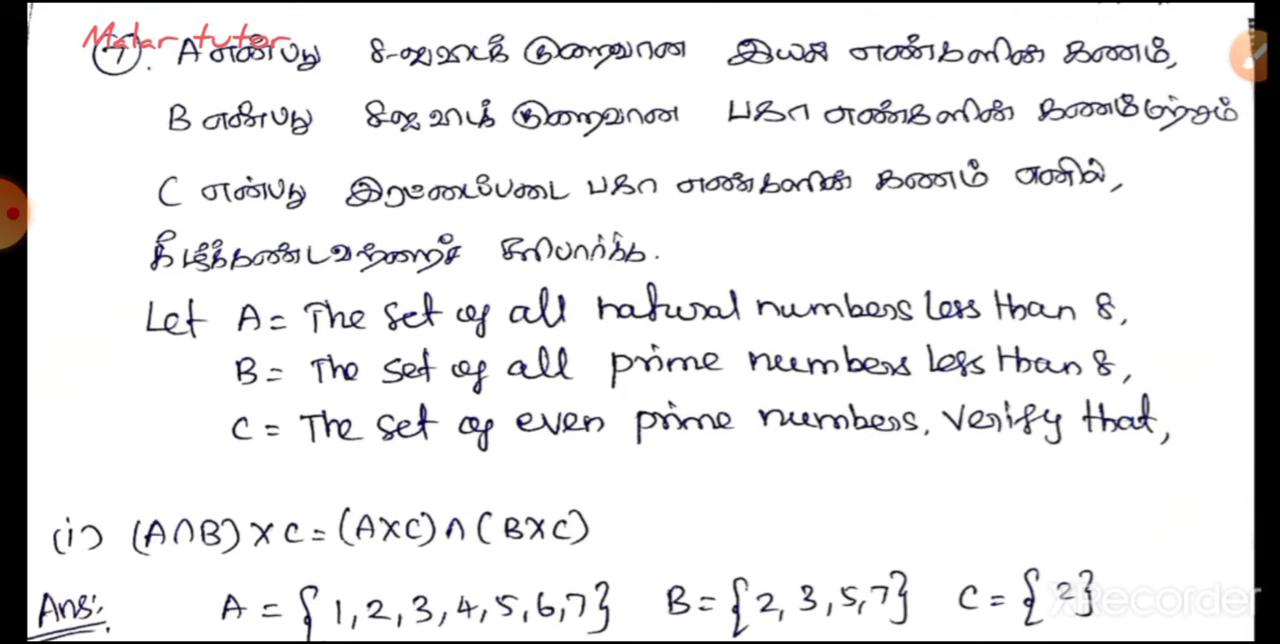 Malar tutor
7. A என்பது 8-ஐவிடக் குறைவான இயல் எண்களின் கணம்,
B என்பது 8-ஐ விடக் குறைவான பகா எண்களின் கணம் மற்றும்
C என்பது இரட்டைப்படை பகா எண்களின் கணம் எனில்,
கீழ்க்கண்டவற்றைச் சரிபார்க்க.
Let A = The set of all natural numbers less than 8,
B = The set of all prime numbers less than 8,
C = The set of even prime numbers. Verify that,
(i) (A∩B) × C = (A×C) ∩ (B×C)
Ans: A = {1,2,3,4,5,6,7} B = {2,3,5,7} C = {2}
XRecorder